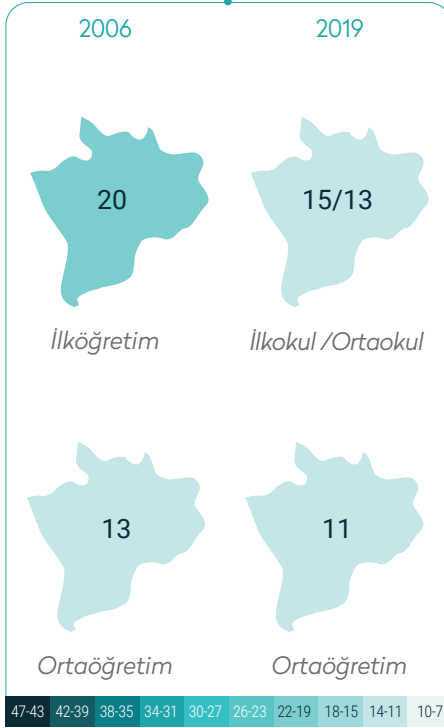 2006 2019
20 15/13
İlköğretim İlkokul /Ortaokul
13 11
Ortaöğretim Ortaöğretim
47-43 42-39 38-35 34-31 30-27 26-23 22-19 18-15 14-11 10-7